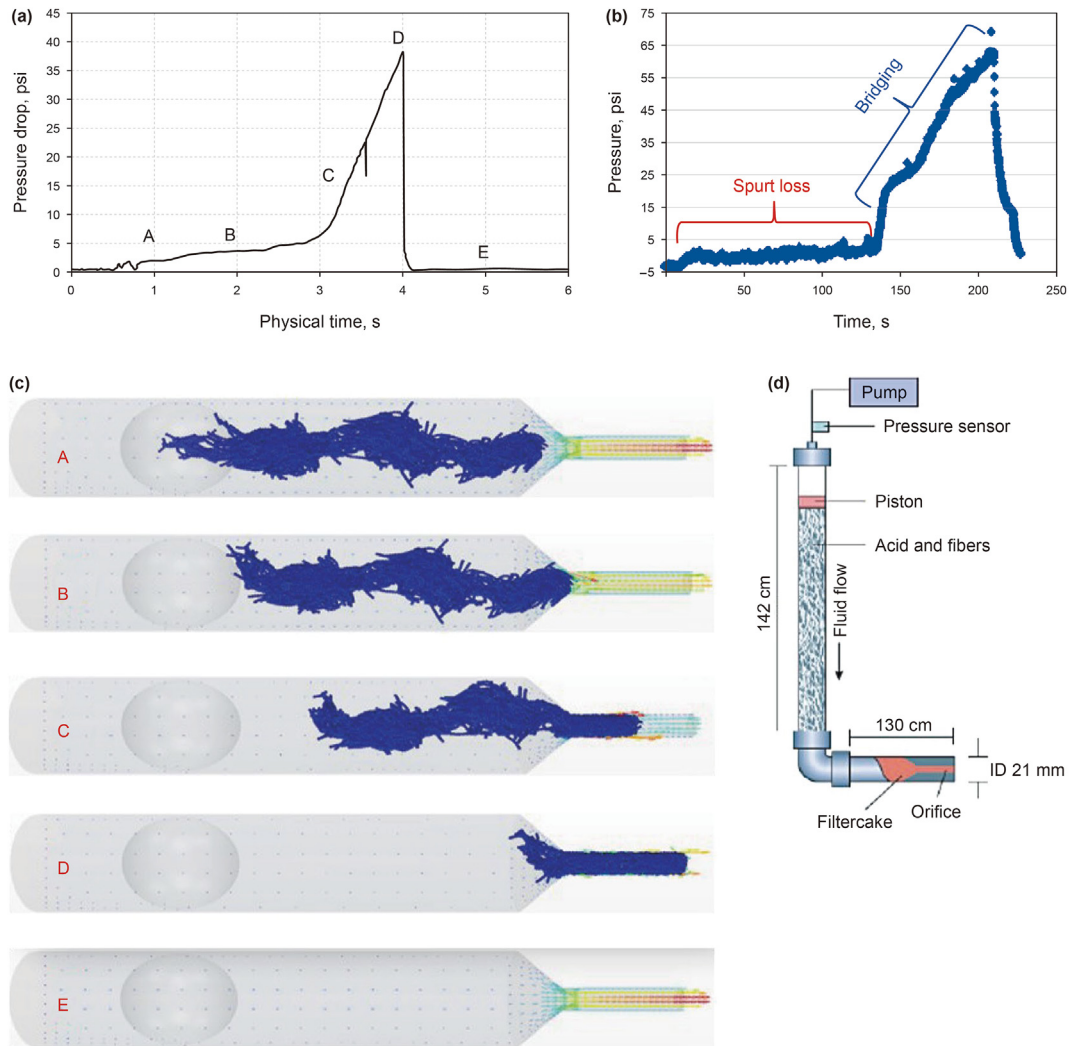 (a)
45
40
35
30
25
20
15
10
5
0
Pressure drop, psi
A
B
C
D
E
0 1 2 3 4 5 6
Physical time, s
(b)
75
65
55
45
35
25
15
5
–5
Pressure, psi
Spurt loss
Bridging
50 100 150 200 250
Time, s
(c)
A
B
C
D
E
(d)
Pump
Pressure sensor
Piston
Acid and fibers
142 cm
Fluid flow
130 cm
ID 21 mm
Orifice
Filtercake